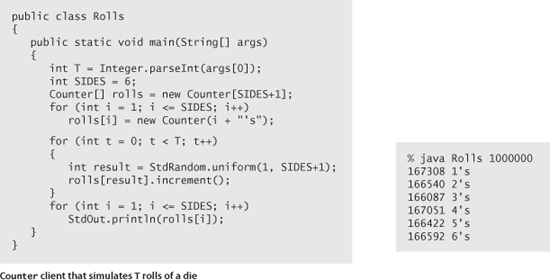 public class Rolls
{
public static void main(String[] args)
{
int T = Integer.parseInt(args[0]);
int SIDES = 6;
Counter[] rolls = new Counter[SIDES+1];
for (int i = 1; i <= SIDES; i++)
rolls[i] = new Counter(i + "'s");
for (int t = 0; t < T; t++)
{
int result = StdRandom.uniform(1, SIDES+1);
rolls[result].increment();
}
for (int i = 1; i <= SIDES; i++)
StdOut.println(rolls[i]);
}
}
Counter client that simulates T rolls of a die
% java Rolls 1000000
167308 1's
166540 2's
166087 3's
167051 4's
166422 5's
166592 6's